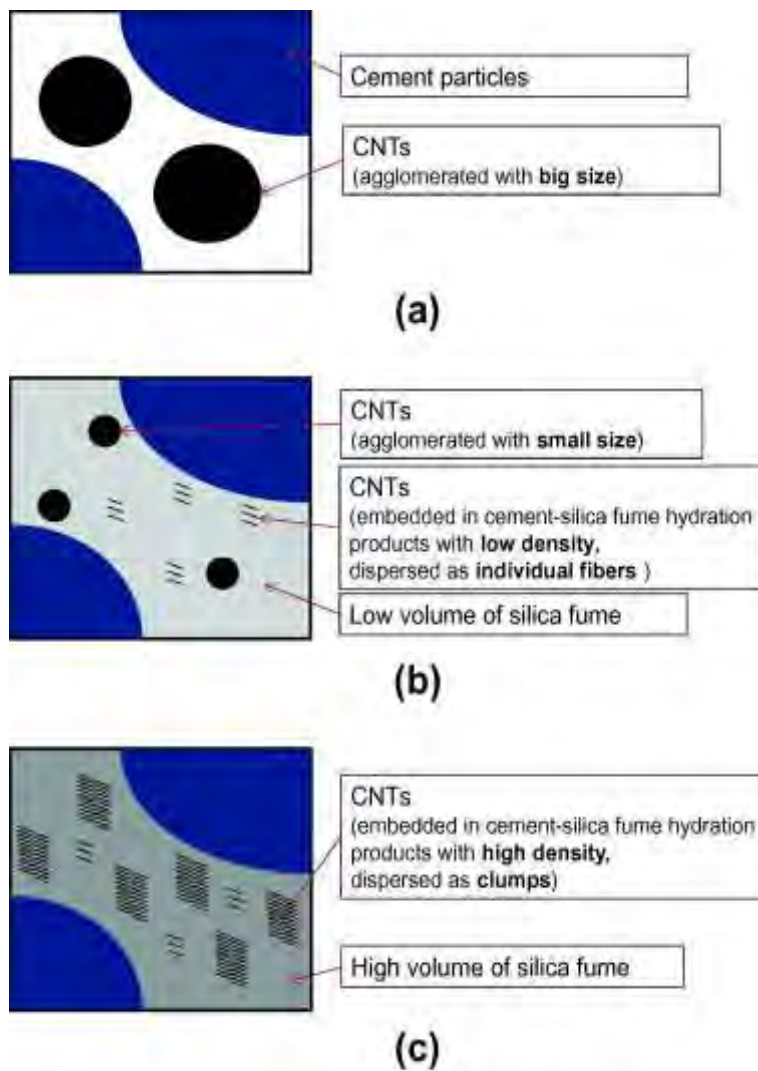 Cement particles
CNTs
(agglomerated with big size)
(a)
CNTs
(agglomerated with small size)
CNTs
(embedded in cement-silica fume hydration
products with low density,
dispersed as individual fibers )
Low volume of silica fume
(b)
CNTs
(embedded in cement-silica fume hydration
products with high density,
dispersed as clumps)
High volume of silica fume
(c)